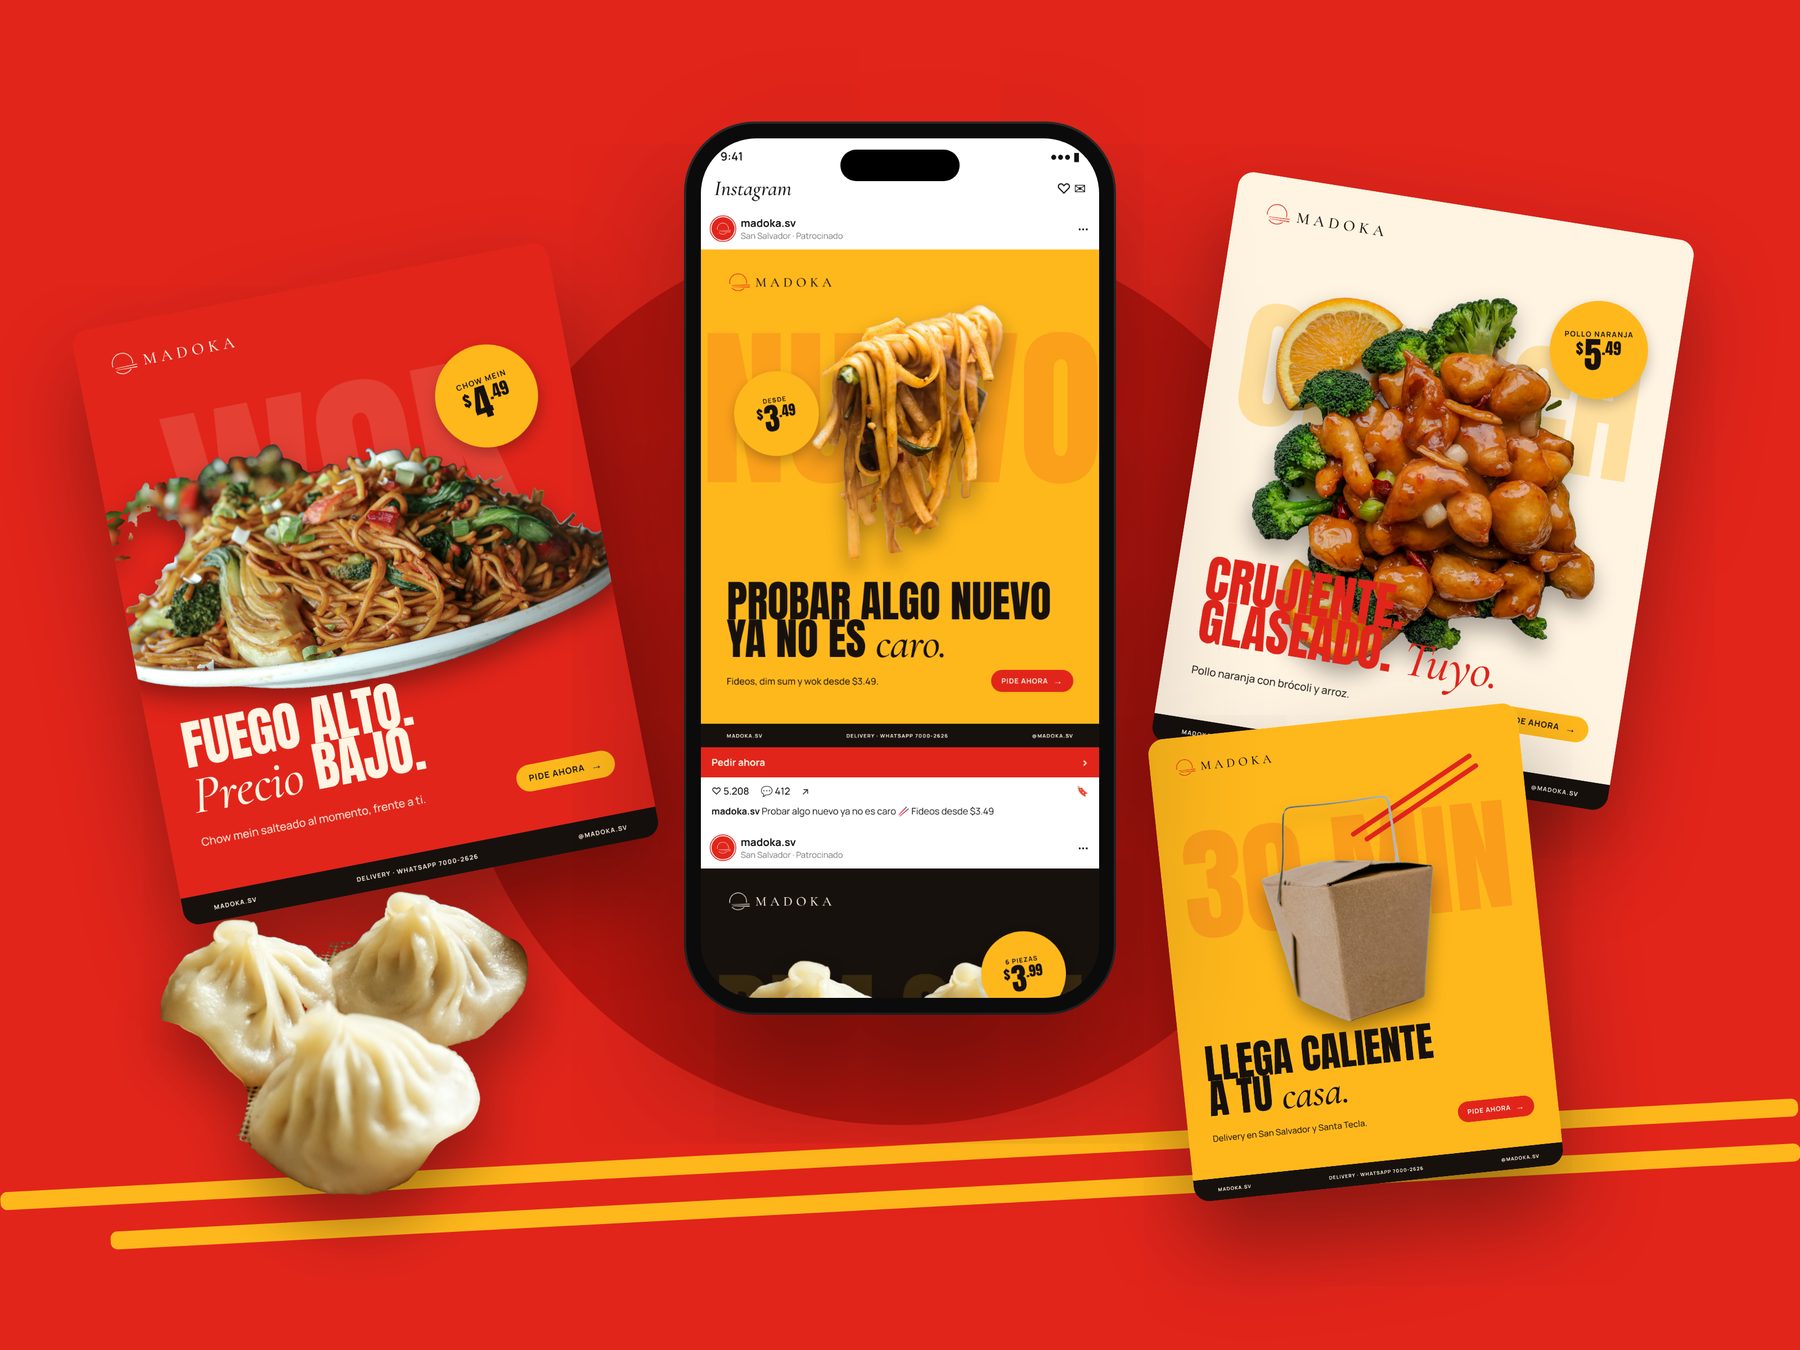 MADOKA
WOK
CHOW MEIN
$4.49
FUEGO ALTO.
Precio BAJO.
Chow mein salteado al momento, frente a ti.
PIDE AHORA →
MADOKA.SV
DELIVERY · WHATSAPP 7000-2626
@MADOKA.SV
9:41
Instagram
madoka.sv
San Salvador · Patrocinado
MADOKA
NUEVO
DESDE
$3.49
PROBAR ALGO NUEVO
YA NO ES caro.
Fideos, dim sum y wok desde $3.49.
PIDE AHORA →
MADOKA.SV
DELIVERY · WHATSAPP 7000-2626
@MADOKA.SV
Pedir ahora
5.208
412
madoka.sv Probar algo nuevo ya no es caro 🥢 Fideos desde $3.49
madoka.sv
San Salvador · Patrocinado
MADOKA
6 PIEZAS
$3.99
MADOKA
POLLO NARANJA
$5.49
CRUJIENTE.
GLASEADO. Tuyo.
Pollo naranja con brócoli y arroz.
DE AHORA →
@MADOKA.SV
MADOKA
30 MIN
LLEGA CALIENTE
A TU casa.
Delivery en San Salvador y Santa Tecla.
PIDE AHORA →
MADOKA.SV
DELIVERY · WHATSAPP 7000-2626
@MADOKA.SV